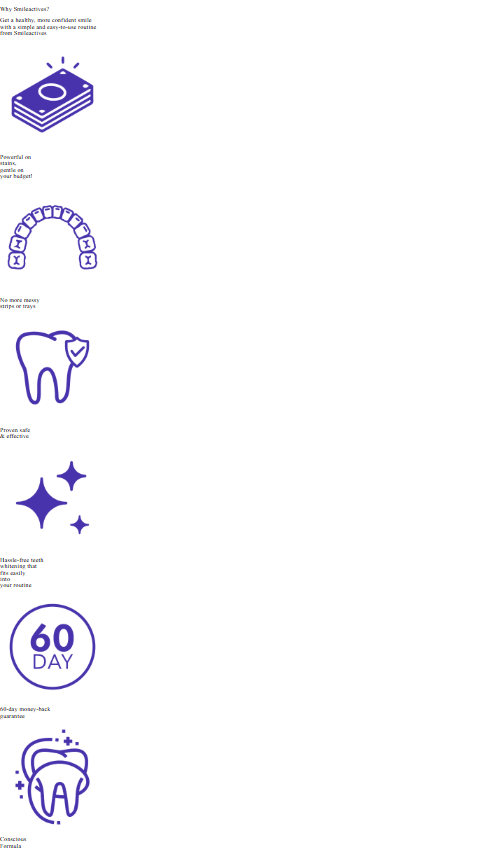 Why Smileactives?
Get a healthy, more confident smile
with a simple and easy-to-use routine
from Smileactives
Powerful on
stains,
gentle on
your budget!
No more messy
strips or trays
Proven safe
& effective
Hassle-free teeth
whitening that
fits easily
into
your routine
60
DAY
60-day money-back
guarantee
Conscious
Formula